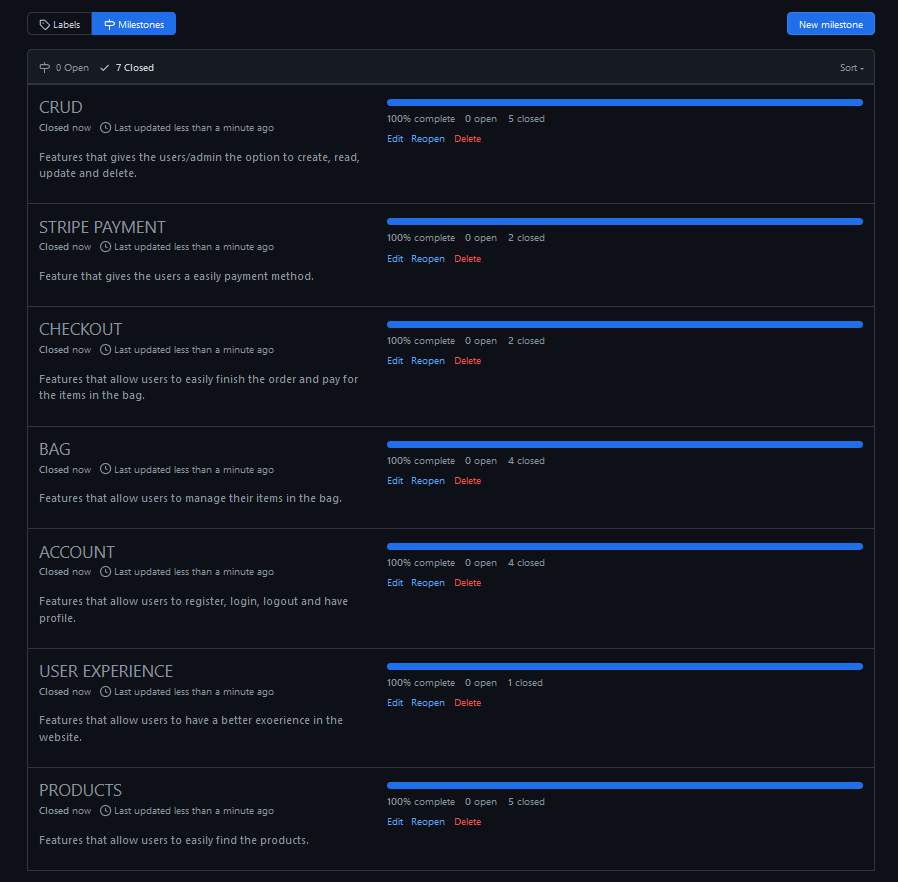 Labels Milestones New milestone
0 Open 7 Closed Sort
CRUD
Closed now Last updated less than a minute ago
Features that gives the users/admin the option to create, read,
update and delete.
100% complete 0 open 5 closed
Edit Reopen Delete
STRIPE PAYMENT
Closed now Last updated less than a minute ago
Feature that gives the users a easily payment method.
100% complete 0 open 2 closed
Edit Reopen Delete
CHECKOUT
Closed now Last updated less than a minute ago
Features that allow users to easily finish the order and pay for
the items in the bag.
100% complete 0 open 2 closed
Edit Reopen Delete
BAG
Closed now Last updated less than a minute ago
Features that allow users to manage their items in the bag.
100% complete 0 open 4 closed
Edit Reopen Delete
ACCOUNT
Closed now Last updated less than a minute ago
Features that allow users to register, login, logout and have
profile.
100% complete 0 open 4 closed
Edit Reopen Delete
USER EXPERIENCE
Closed now Last updated less than a minute ago
Features that allow users to have a better exoerience in the
website.
100% complete 0 open 1 closed
Edit Reopen Delete
PRODUCTS
Closed now Last updated less than a minute ago
Features that allow users to easily find the products.
100% complete 0 open 5 closed
Edit Reopen Delete